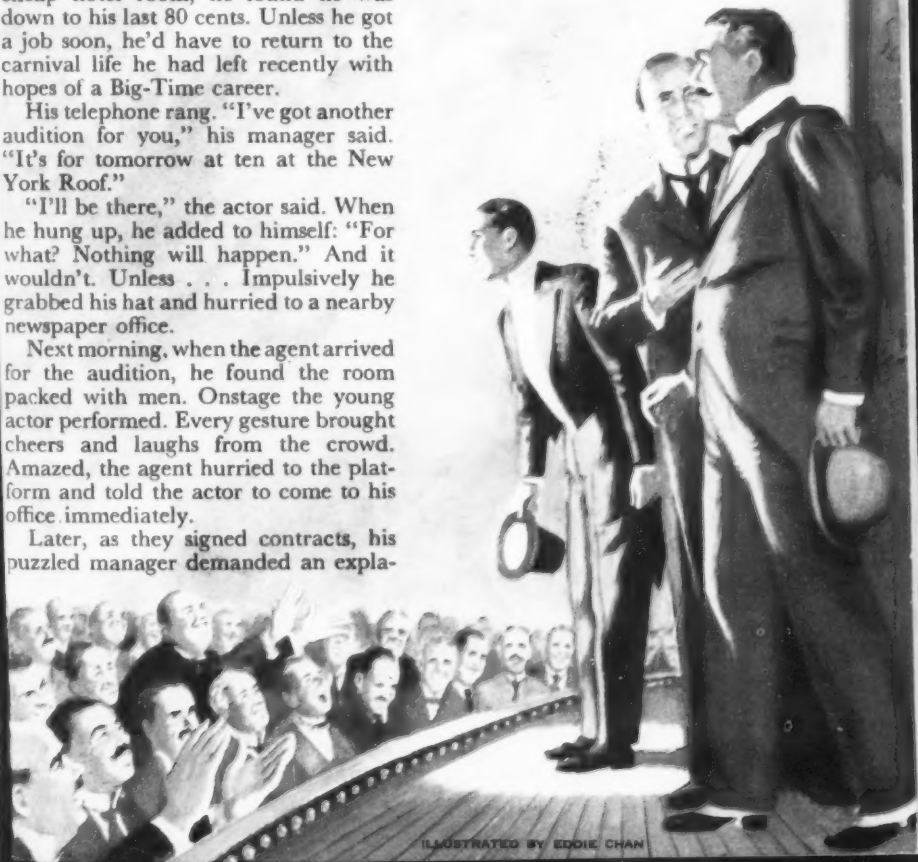 down to his last 80 cents. Unless he got
a job soon, he'd have to return to the
carnival life he had left recently with
hopes of a Big-Time career.
His telephone rang. "I've got another
audition for you," his manager said.
"It's for tomorrow at ten at the New
York Roof."
"I'll be there," the actor said. When
he hung up, he added to himself: "For
what? Nothing will happen." And it
wouldn't. Unless . . . Impulsively he
grabbed his hat and hurried to a nearby
newspaper office.
Next morning, when the agent arrived
for the audition, he found the room
packed with men. Onstage the young
actor performed. Every gesture brought
cheers and laughs from the crowd.
Amazed, the agent hurried to the plat-
form and told the actor to come to his
office immediately.
Later, as they signed contracts, his
puzzled manager demanded an expla-
ILLUSTRATED BY EDDIE CHAN